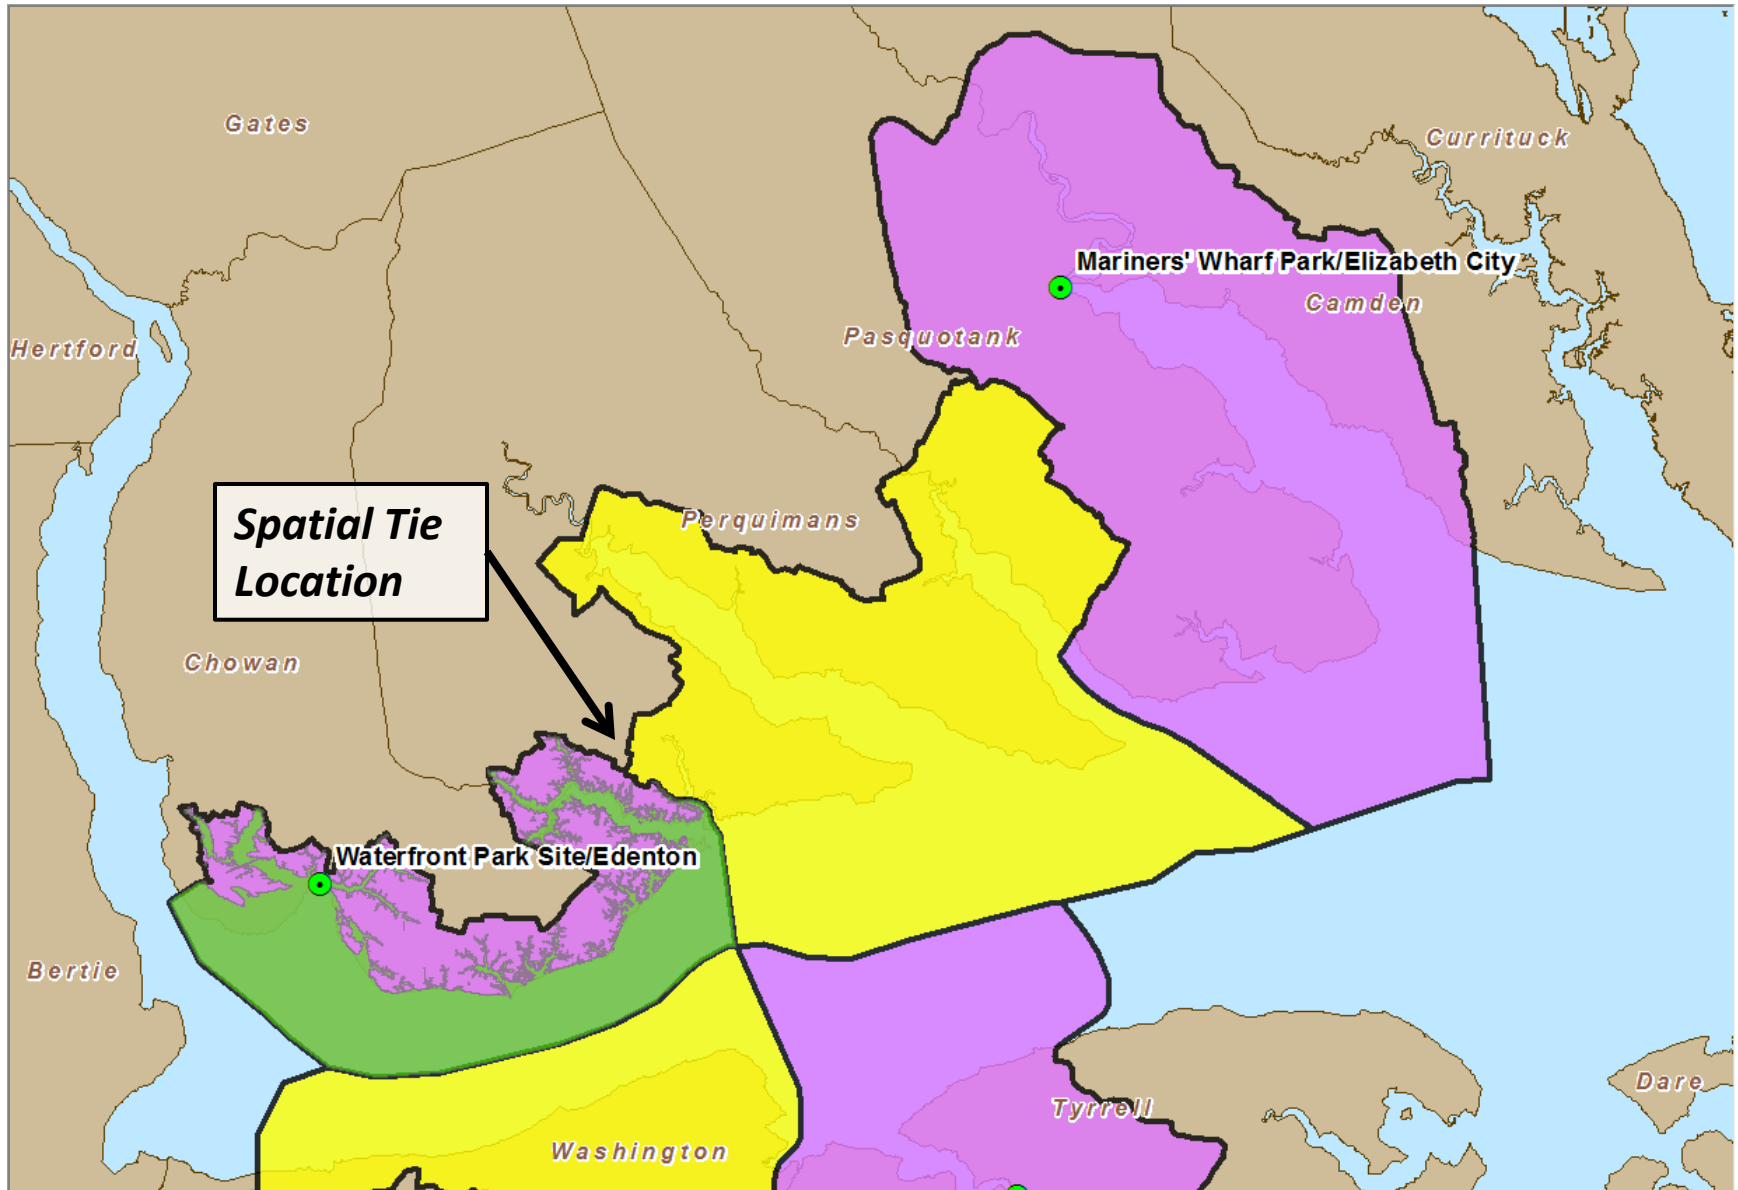 Gates
Currituck
Mariners' Wharf Park/Elizabeth City
Camden
Pasquotank
Hertford
Spatial Tie
Location
Perquimans
Chowan
Waterfront Park Site/Edenton
Bertie
Dare
Tyrrell
Washington